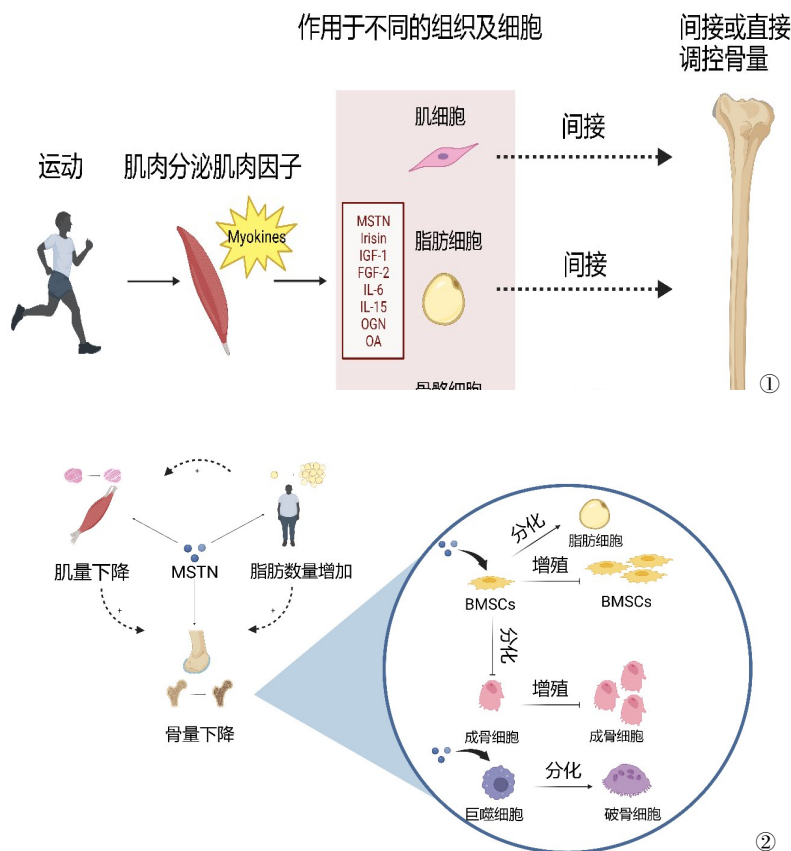 作用于不同的组织及细胞
间接或直接
调控骨量
运动
肌肉分泌肌肉因子
Myokines
MSTN
Irisin
IGF-1
FGF-2
IL-6
IL-15
OGN
OA
肌细胞
间接
脂肪细胞
间接
骨骼细胞
①
+
肌量下降
MSTN
脂肪数量增加
+
+
骨量下降
分化
脂肪细胞
BMSCs
增殖
BMSCs
分化
成骨细胞
增殖
成骨细胞
巨噬细胞
分化
破骨细胞
②